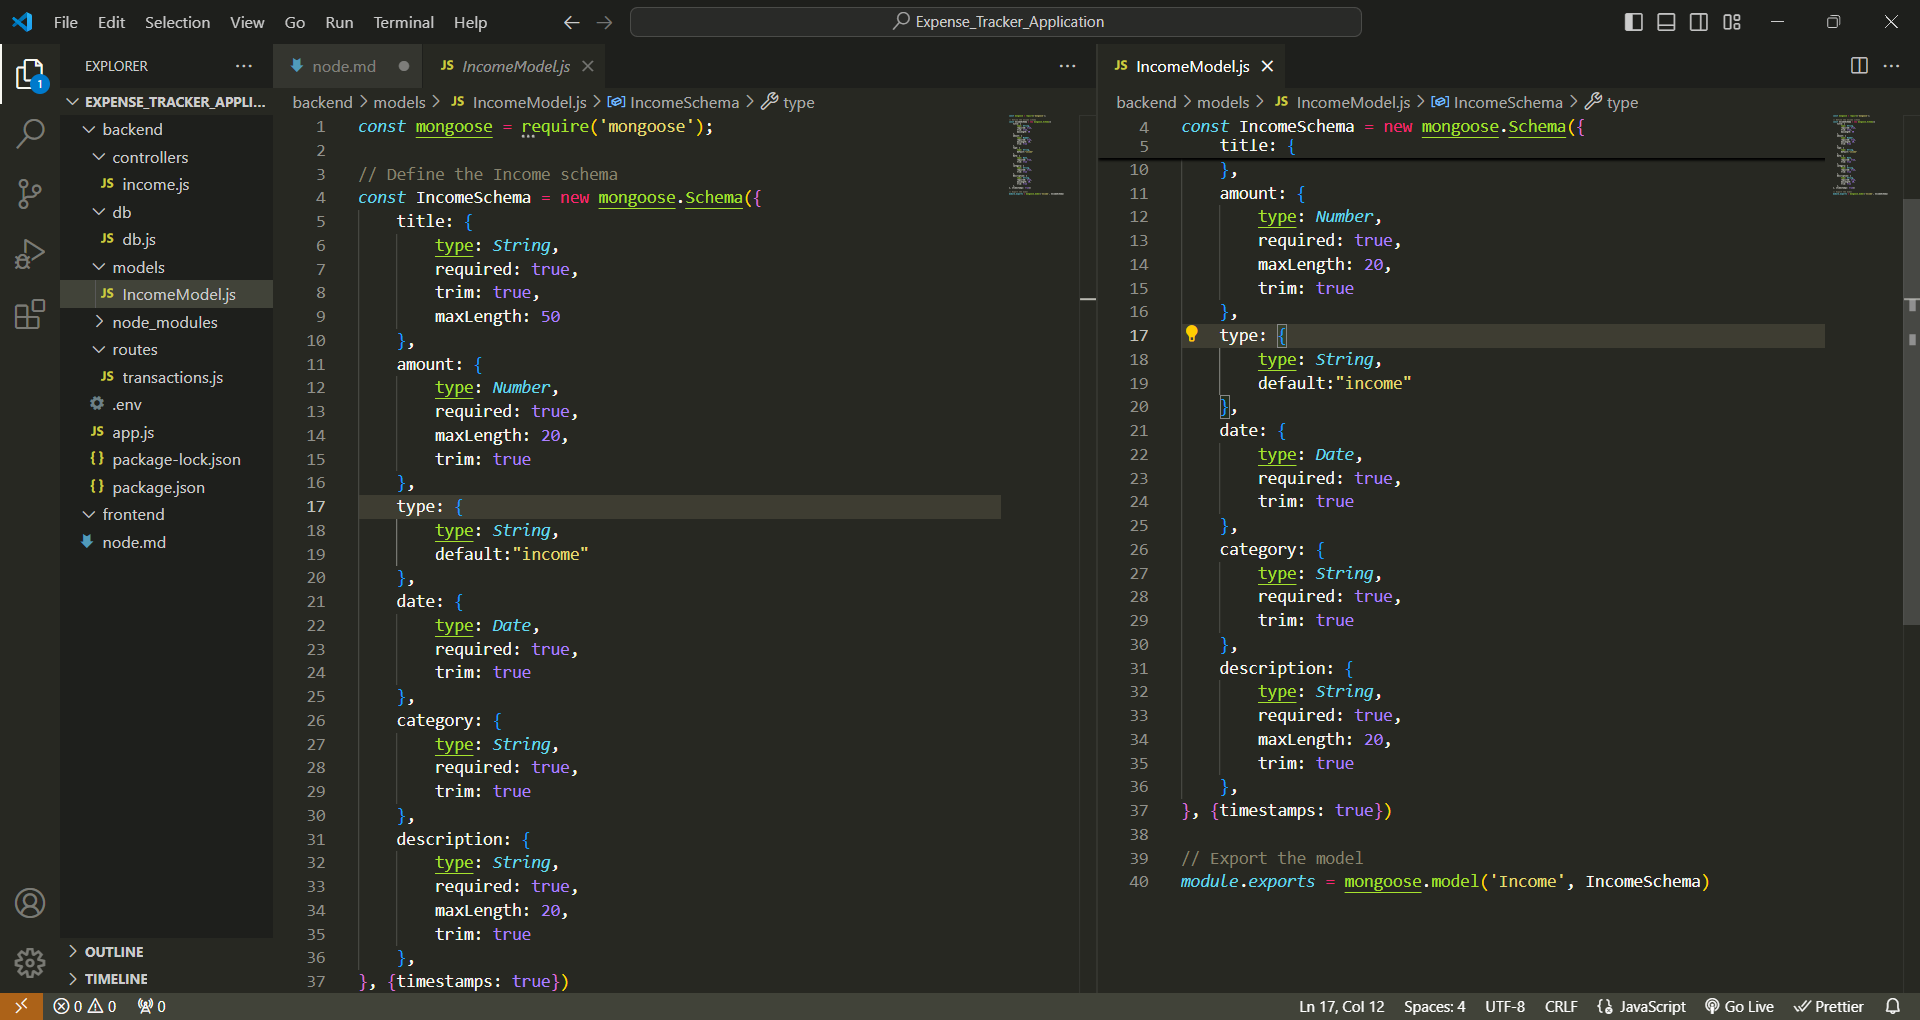 File Edit Selection View Go Run Terminal Help
Expense_Tracker_Application
1
EXPLORER
EXPENSE_TRACKER_APPLI...
backend
controllers
JS income.js
db
JS db.js
models
JS IncomeModel.js
node_modules
routes
JS transactions.js
.env
JS app.js
{} package-lock.json
{} package.json
frontend
node.md
OUTLINE
TIMELINE
node.md
JS IncomeModel.js
backend > models > JS IncomeModel.js > IncomeSchema > type
1 const mongoose = require('mongoose');
2
3 // Define the Income schema
4 const IncomeSchema = new mongoose.Schema({
5 title: {
6 type: String,
7 required: true,
8 trim: true,
9 maxLength: 50
10 },
11 amount: {
12 type: Number,
13 required: true,
14 maxLength: 20,
15 trim: true
16 },
17 type: {
18 type: String,
19 default:"income"
20 },
21 date: {
22 type: Date,
23 required: true,
24 trim: true
25 },
26 category: {
27 type: String,
28 required: true,
29 trim: true
30 },
31 description: {
32 type: String,
33 required: true,
34 maxLength: 20,
35 trim: true
36 },
37 }, {timestamps: true})
JS IncomeModel.js
backend > models > JS IncomeModel.js > IncomeSchema > type
4 const IncomeSchema = new mongoose.Schema({
5 title: {
10 },
11 amount: {
12 type: Number,
13 required: true,
14 maxLength: 20,
15 trim: true
16 },
17 type: {
18 type: String,
19 default:"income"
20 },
21 date: {
22 type: Date,
23 required: true,
24 trim: true
25 },
26 category: {
27 type: String,
28 required: true,
29 trim: true
30 },
31 description: {
32 type: String,
33 required: true,
34 maxLength: 20,
35 trim: true
36 },
37 }, {timestamps: true})
38
39 // Export the model
40 module.exports = mongoose.model('Income', IncomeSchema)
0 0 0
Ln 17, Col 12 Spaces: 4 UTF-8 CRLF {} JavaScript Go Live Prettier